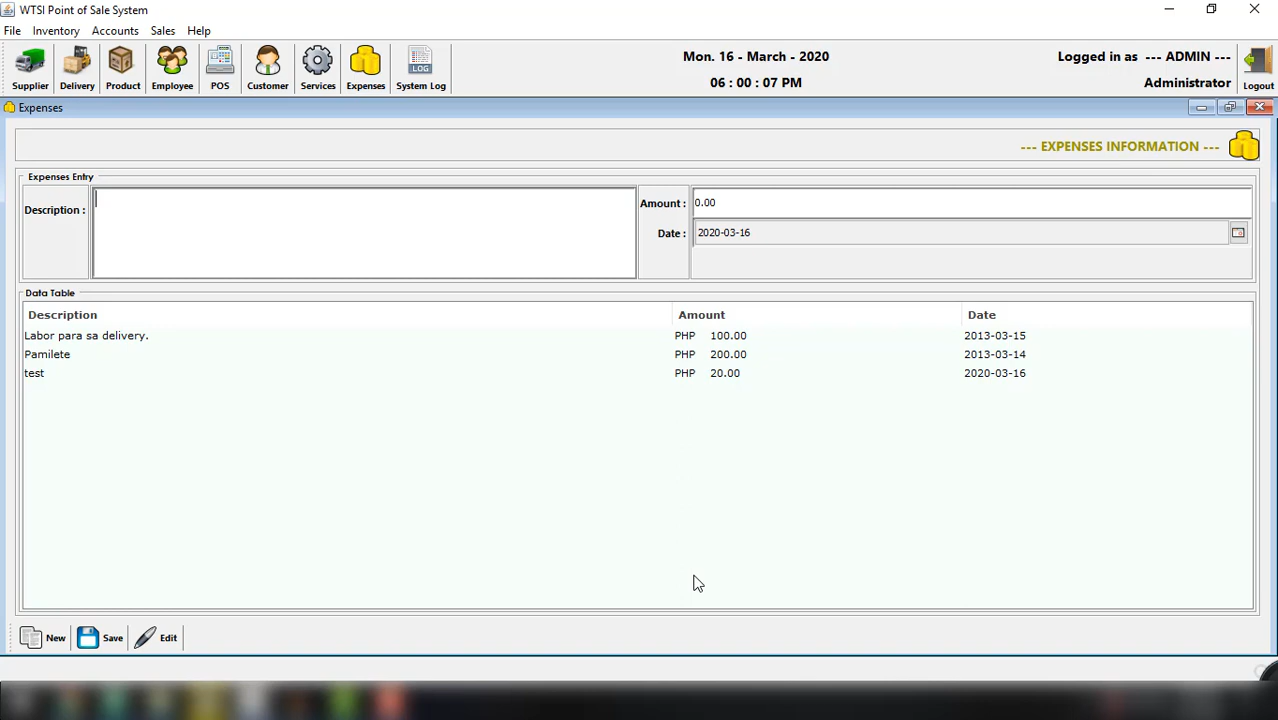 WTSI Point of Sale System
File Inventory Accounts Sales Help
Supplier Delivery Product Employee POS Customer Services Expenses LOG System Log
Mon. 16 - March - 2020
06 : 00 : 07 PM
Logged in as --- ADMIN ---
Administrator
Logout
Expenses
--- EXPENSES INFORMATION ---
Expenses Entry
Description :
Amount : 0.00
Date : 2020-03-16
Data Table
Description Amount Date
Labor para sa delivery. PHP 100.00 2013-03-15
Pamilete PHP 200.00 2013-03-14
test PHP 20.00 2020-03-16
New Save Edit